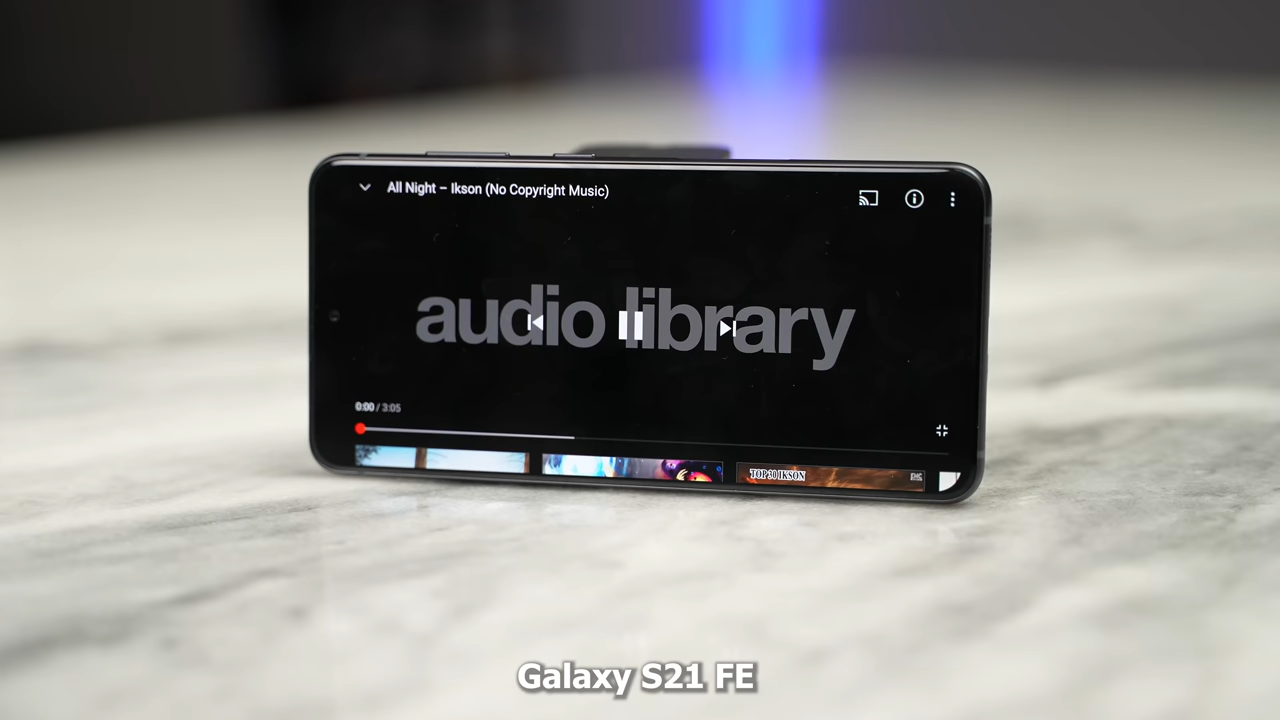 All Night – Ikson (No Copyright Music)
audio library
0:00 / 3:05
TOP 30 IKSON
Galaxy S21 FE